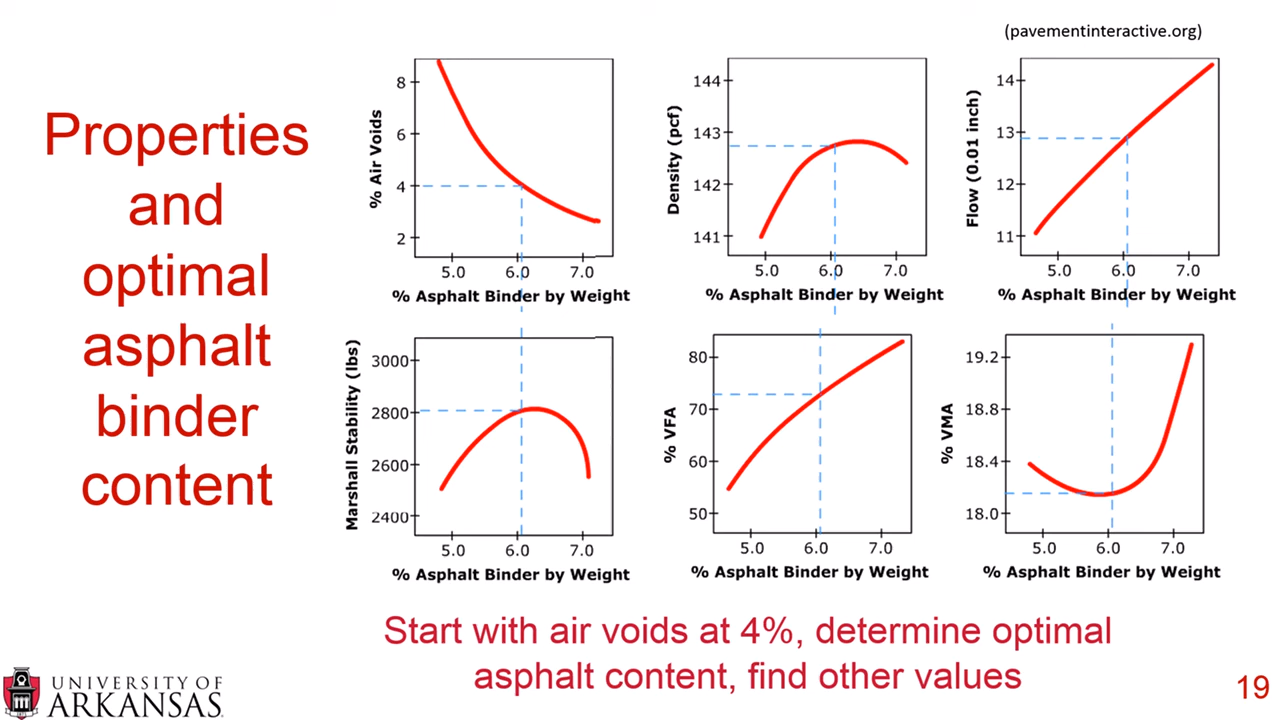 (pavementinteractive.org)
Properties
and
optimal
asphalt
binder
content
% Air Voids
8
6
4
2
5.0 6.0 7.0
% Asphalt Binder by Weight
Density (pcf)
144
143
142
141
5.0 6.0 7.0
% Asphalt Binder by Weight
Flow (0.01 inch)
14
13
12
11
5.0 6.0 7.0
% Asphalt Binder by Weight
Marshall Stability (lbs)
3000
2800
2600
2400
5.0 6.0 7.0
% Asphalt Binder by Weight
% VFA
80
70
60
50
5.0 6.0 7.0
% Asphalt Binder by Weight
% VMA
19.2
18.8
18.4
18.0
5.0 6.0 7.0
% Asphalt Binder by Weight
Start with air voids at 4%, determine optimal
asphalt content, find other values
UNIVERSITY OF
ARKANSAS
19